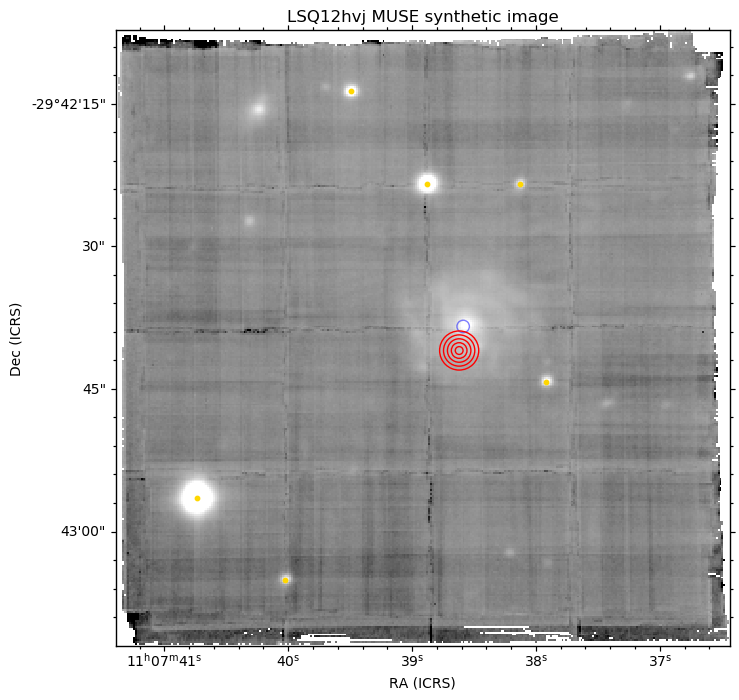 LSQ12hvj MUSE synthetic image
-29°42'15"
30"
45"
43'00"
Dec (ICRS)
11ʰ07ᵐ41ˢ
40ˢ
39ˢ
38ˢ
37ˢ
RA (ICRS)